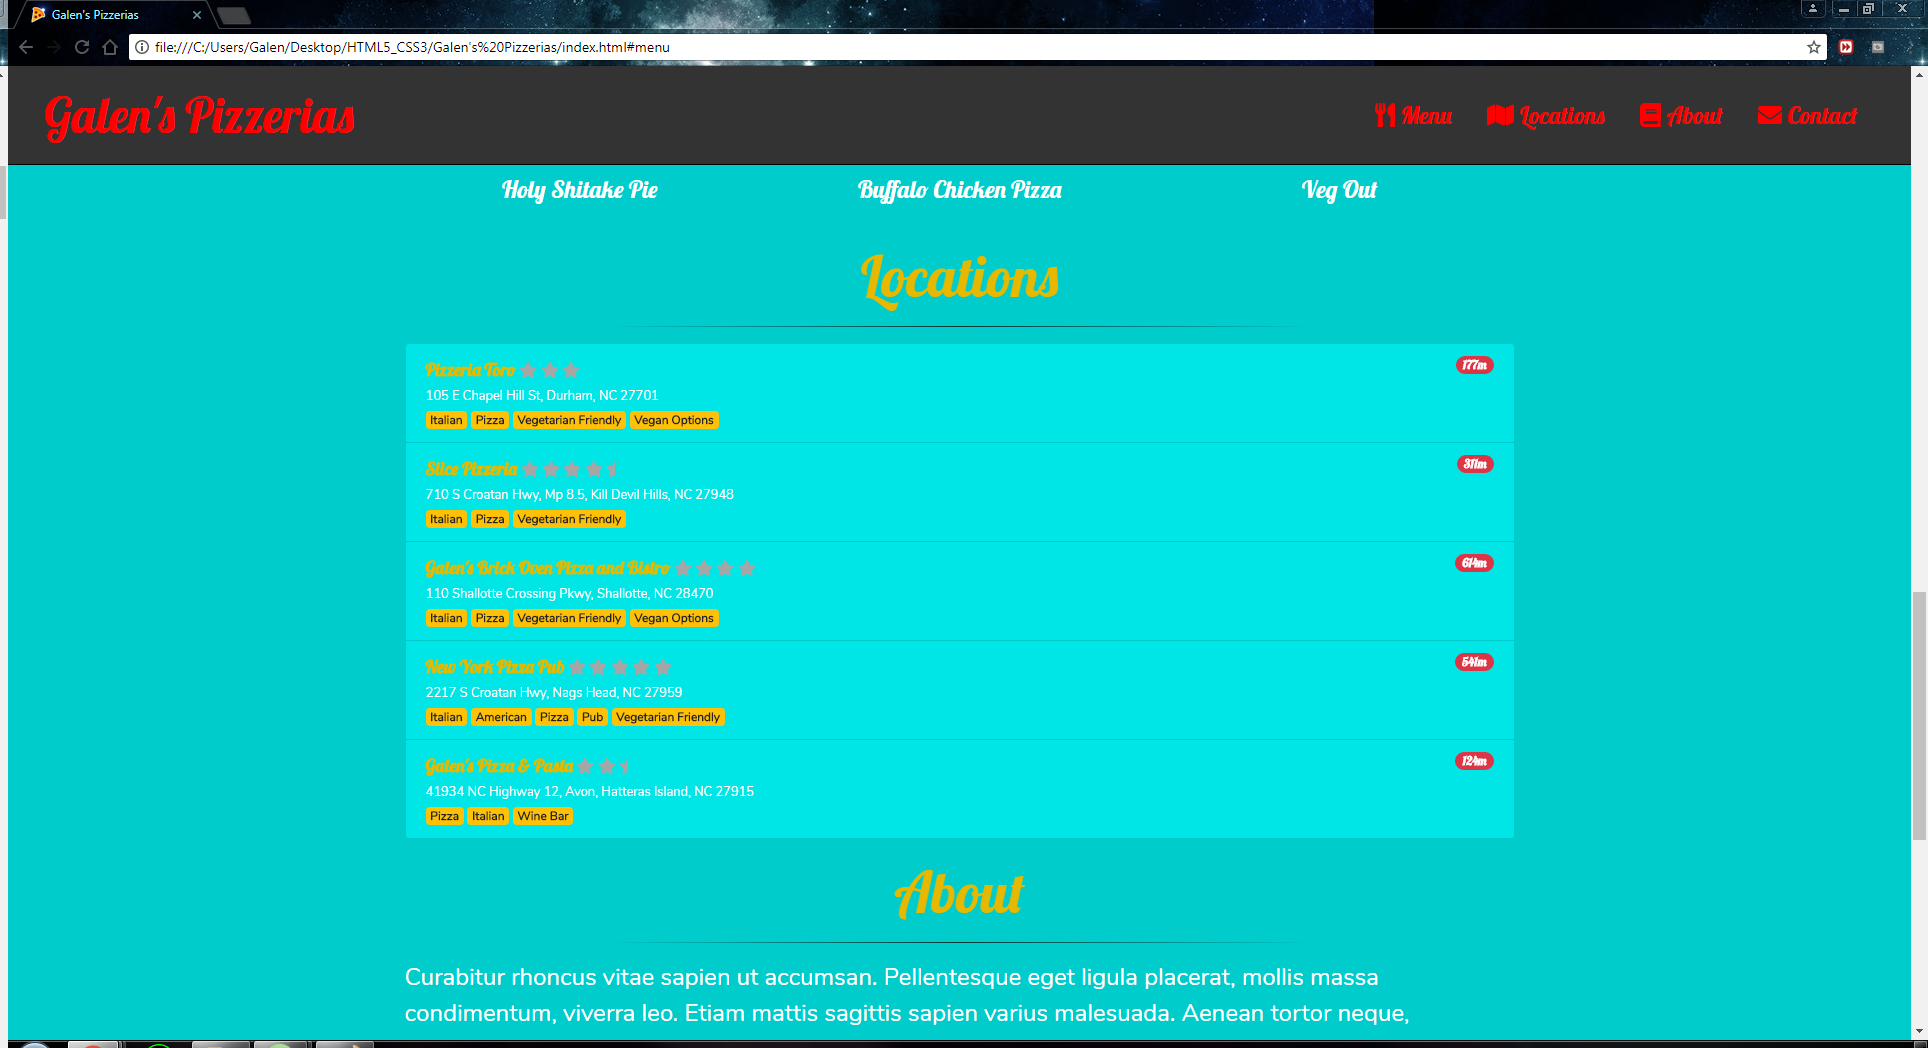 Galen's Pizzerias
file:///C:/Users/Galen/Desktop/HTML5_CSS3/Galen's%20Pizzerias/index.html#menu
Galen's Pizzerias Menu Locations About Contact
Holy Shitake Pie Buffalo Chicken Pizza Veg Out
Locations
Pizzeria Toro 177m
105 E Chapel Hill St, Durham, NC 27701
Italian Pizza Vegetarian Friendly Vegan Options
Slice Pizzeria 311m
710 S Croatan Hwy, Mp 8.5, Kill Devil Hills, NC 27948
Italian Pizza Vegetarian Friendly
Galen's Brick Oven Pizza and Bistro 614m
110 Shallotte Crossing Pkwy, Shallotte, NC 28470
Italian Pizza Vegetarian Friendly Vegan Options
New York Pizza Pub 541m
2217 S Croatan Hwy, Nags Head, NC 27959
Italian American Pizza Pub Vegetarian Friendly
Galen's Pizza & Pasta 124m
41934 NC Highway 12, Avon, Hatteras Island, NC 27915
Pizza Italian Wine Bar
About
Curabitur rhoncus vitae sapien ut accumsan. Pellentesque eget ligula placerat, mollis massa
condimentum, viverra leo. Etiam mattis sagittis sapien varius malesuada. Aenean tortor neque,